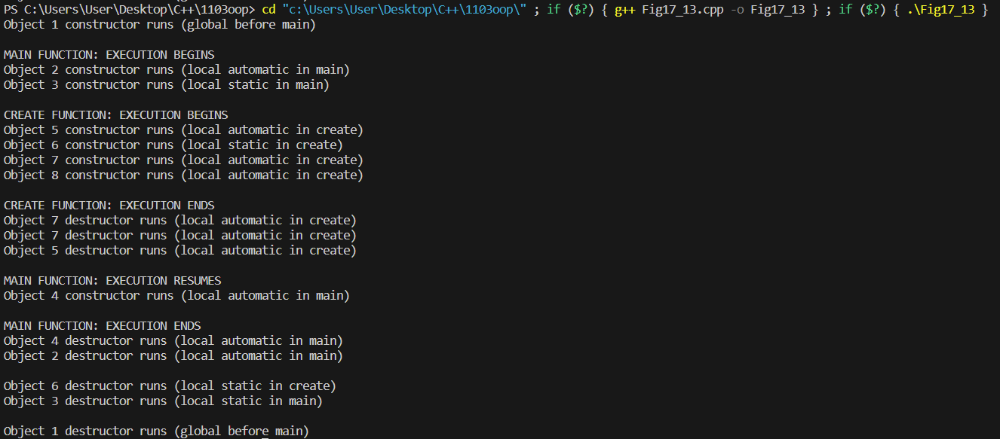 PS C:\Users\User\Desktop\C++\1103oop> cd "c:\Users\User\Desktop\C++\1103oop\" ; if ($?) { g++ Fig17_13.cpp -o Fig17_13 } ; if ($?) { .\Fig17_13 }
Object 1 constructor runs (global before main)

MAIN FUNCTION: EXECUTION BEGINS
Object 2 constructor runs (local automatic in main)
Object 3 constructor runs (local static in main)

CREATE FUNCTION: EXECUTION BEGINS
Object 5 constructor runs (local automatic in create)
Object 6 constructor runs (local static in create)
Object 7 constructor runs (local automatic in create)
Object 8 constructor runs (local automatic in create)

CREATE FUNCTION: EXECUTION ENDS
Object 7 destructor runs (local automatic in create)
Object 7 destructor runs (local automatic in create)
Object 5 destructor runs (local automatic in create)

MAIN FUNCTION: EXECUTION RESUMES
Object 4 constructor runs (local automatic in main)

MAIN FUNCTION: EXECUTION ENDS
Object 4 destructor runs (local automatic in main)
Object 2 destructor runs (local automatic in main)

Object 6 destructor runs (local static in create)
Object 3 destructor runs (local static in main)

Object 1 destructor runs (global before main)